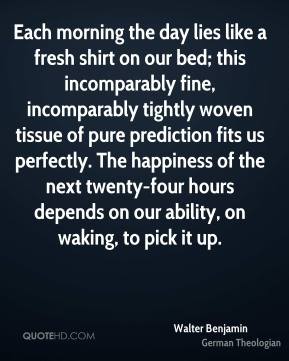 Each morning the day lies like a
fresh shirt on our bed; this
incomparably fine,
incomparably tightly woven
tissue of pure prediction fits us
perfectly. The happiness of the
next twenty-four hours
depends on our ability, on
waking, to pick it up.
Walter Benjamin
QUOTEHD.COM
German Theologian